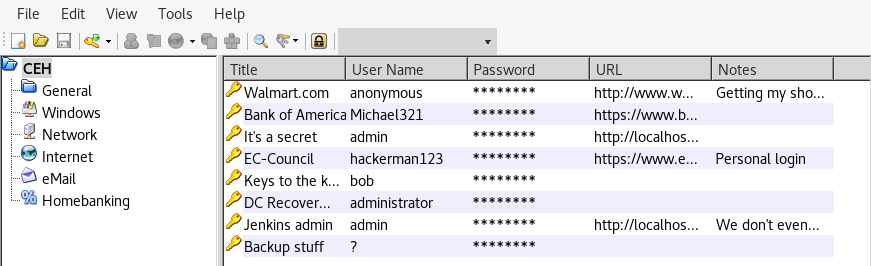 File Edit View Tools Help
CEH
General
Windows
Network
Internet
eMail
Homebanking
Title User Name Password URL Notes
Walmart.com anonymous ******** http://www.w... Getting my sho...
Bank of America Michael321 ******** https://www.b...
It's a secret admin ******** http://localhos...
EC-Council hackerman123 ******** https://www.e... Personal login
Keys to the k... bob ********
DC Recover... administrator ********
Jenkins admin admin ******** http://localhos... We don't even...
Backup stuff ? ********